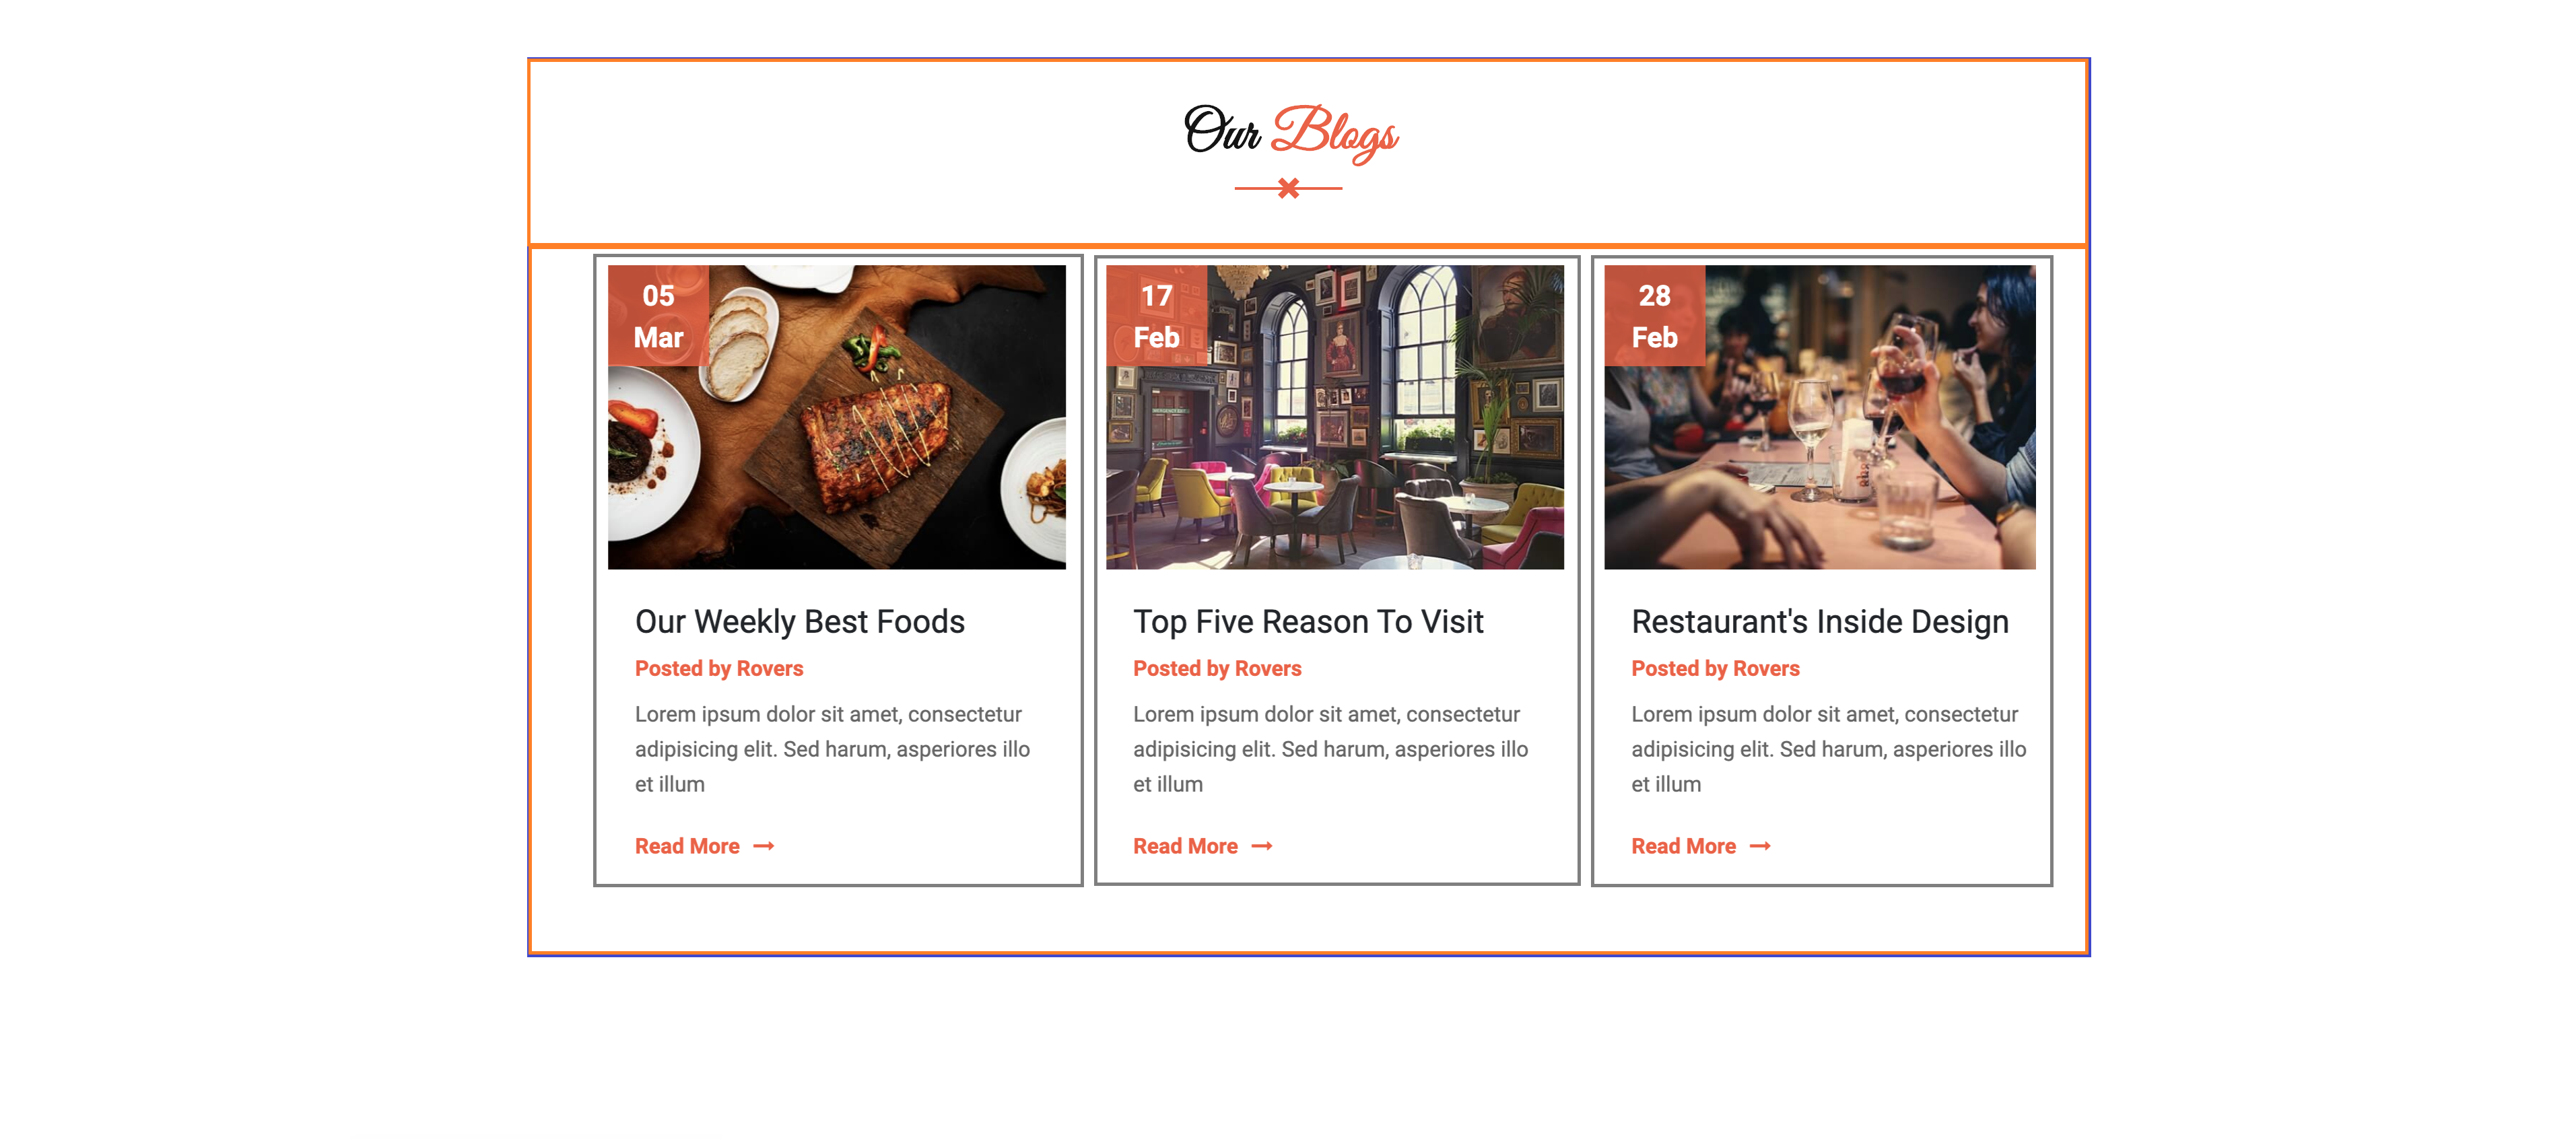 Our Blogs
05
Mar
17
Feb
28
Feb
Our Weekly Best Foods
Posted by Rovers
Lorem ipsum dolor sit amet, consectetur
adipisicing elit. Sed harum, asperiores illo
et illum
Read More
Top Five Reason To Visit
Posted by Rovers
Lorem ipsum dolor sit amet, consectetur
adipisicing elit. Sed harum, asperiores illo
et illum
Read More
Restaurant's Inside Design
Posted by Rovers
Lorem ipsum dolor sit amet, consectetur
adipisicing elit. Sed harum, asperiores illo
et illum
Read More